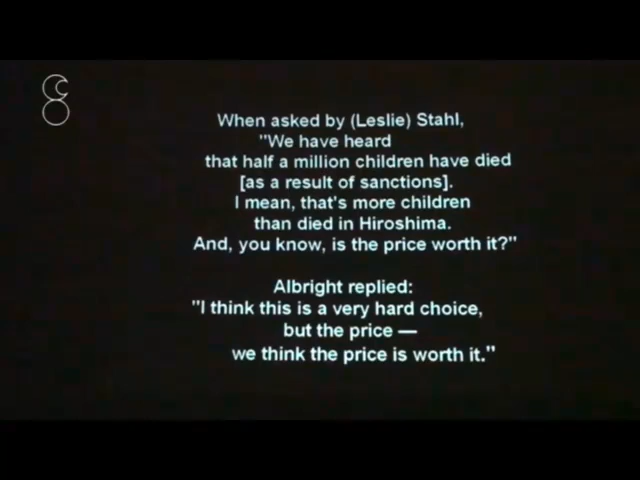 When asked by (Leslie) Stahl,
"We have heard
that half a million children have died
[as a result of sanctions].
I mean, that's more children
than died in Hiroshima.
And, you know, is the price worth it?"
Albright replied:
"I think this is a very hard choice,
but the price —
we think the price is worth it."